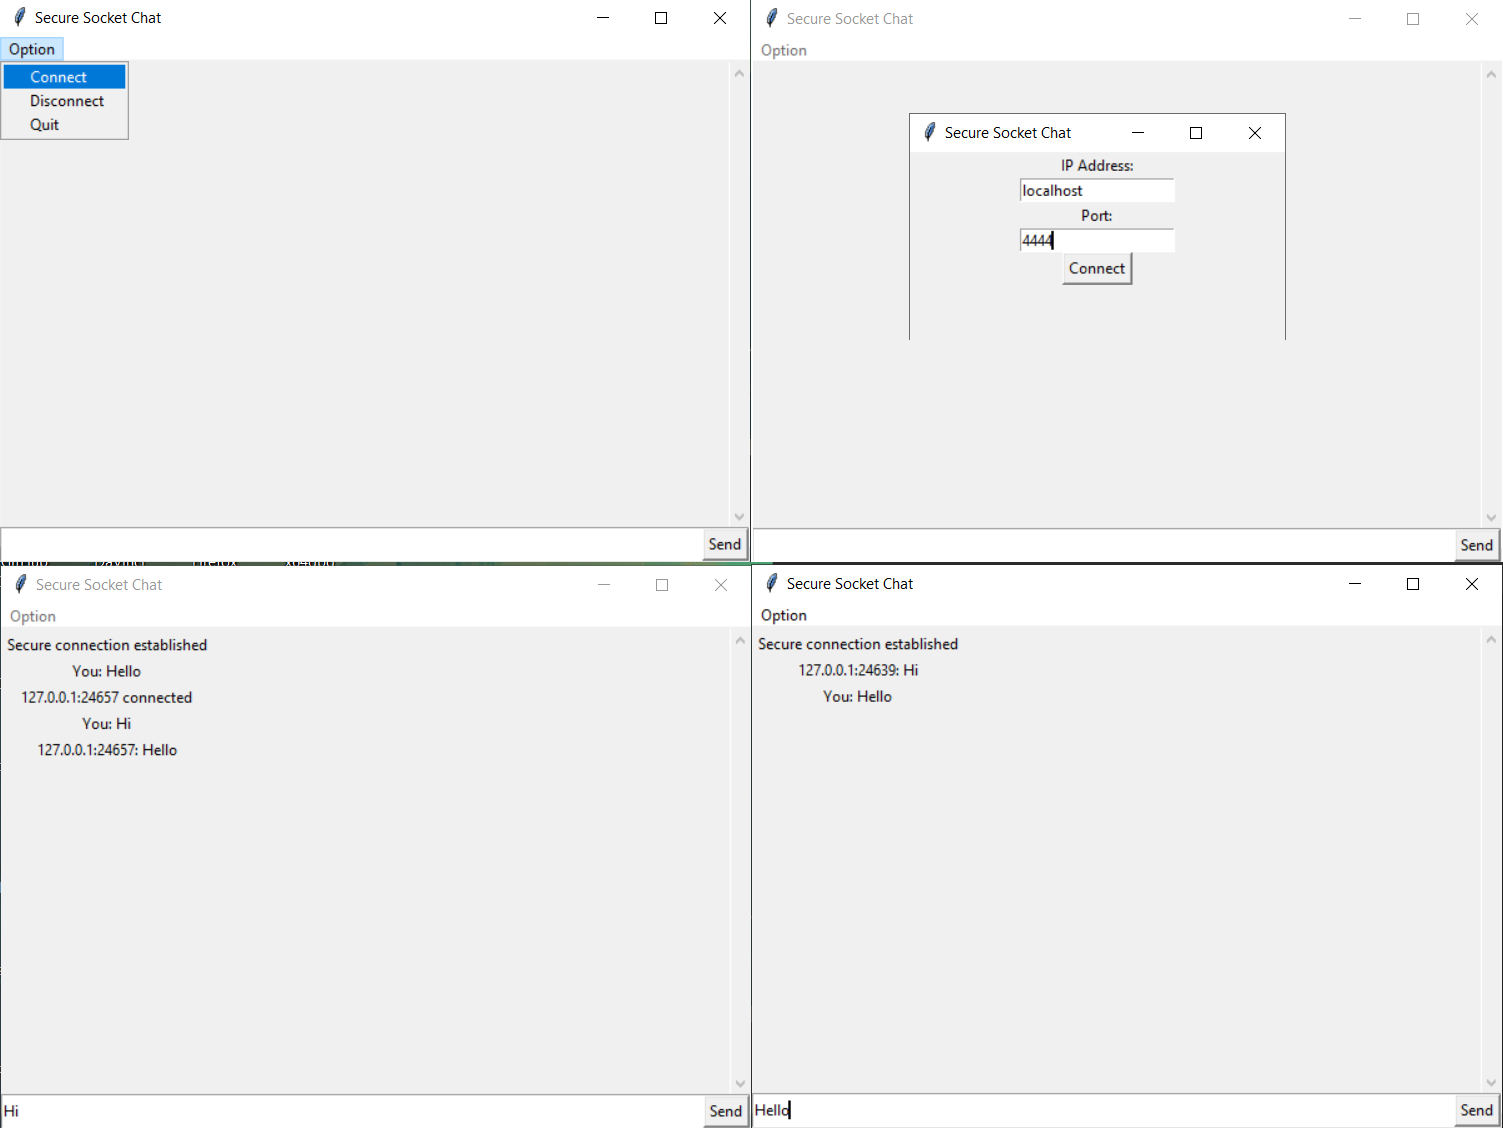 Secure Socket Chat
Option
Connect
Disconnect
Quit
Send
Secure Socket Chat
Option
Secure Socket Chat
IP Address:
localhost
Port:
4444
Connect
Send
Secure Socket Chat
Option
Secure connection established
You: Hello
127.0.0.1:24657 connected
You: Hi
127.0.0.1:24657: Hello
Hi
Send
Secure Socket Chat
Option
Secure connection established
127.0.0.1:24639: Hi
You: Hello
Hello
Send